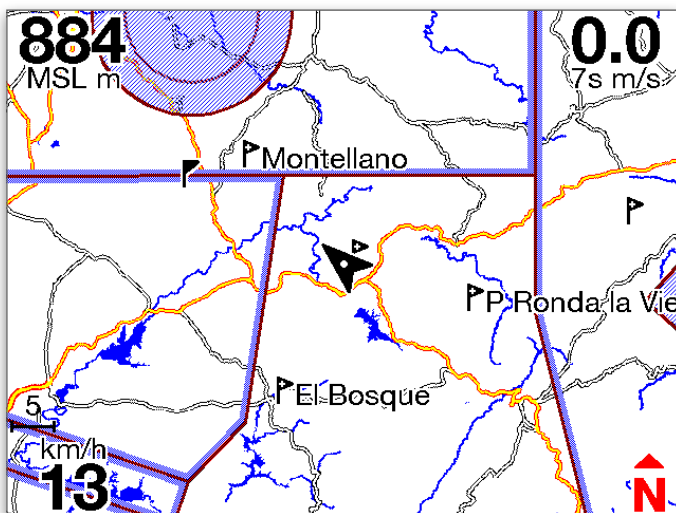 884
MSL m
0.0
7s m/s
Montellano
P Ronda la Vie
El Bosque
5
km/h
13
N